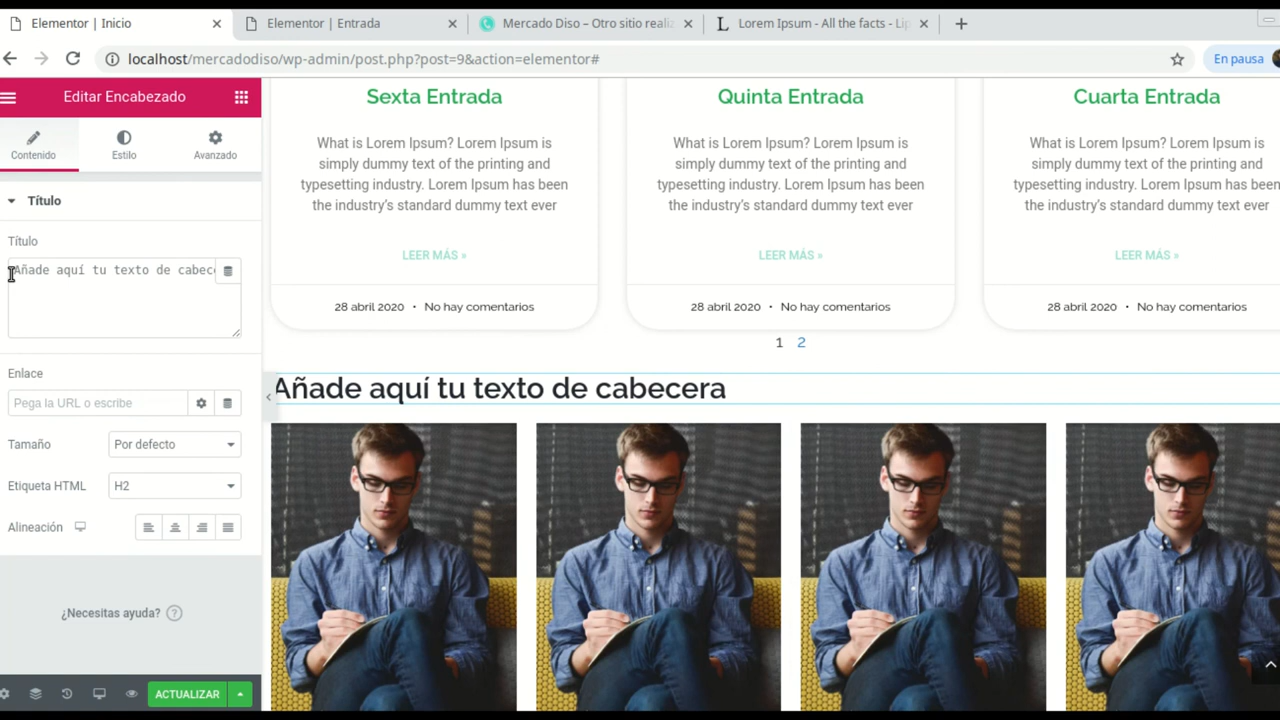 Elementor | Inicio
Elementor | Entrada
Mercado Diso – Otro sitio realiz
Lorem Ipsum - All the facts - Lip
localhost/mercadodiso/wp-admin/post.php?post=9&action=elementor#
En pausa
Editar Encabezado
Contenido
Estilo
Avanzado
Título
Título
Añade aquí tu texto de cabece
Enlace
Pega la URL o escribe
Tamaño
Por defecto
Etiqueta HTML
H2
Alineación
¿Necesitas ayuda?
ACTUALIZAR
Sexta Entrada
What is Lorem Ipsum? Lorem Ipsum is
simply dummy text of the printing and
typesetting industry. Lorem Ipsum has been
the industry's standard dummy text ever
LEER MÁS »
28 abril 2020 • No hay comentarios
Quinta Entrada
What is Lorem Ipsum? Lorem Ipsum is
simply dummy text of the printing and
typesetting industry. Lorem Ipsum has been
the industry's standard dummy text ever
LEER MÁS »
28 abril 2020 • No hay comentarios
Cuarta Entrada
What is Lorem Ipsum? Lorem Ipsum is
simply dummy text of the printing and
typesetting industry. Lorem Ipsum has been
the industry's standard dummy text ever
LEER MÁS »
28 abril 2020 • No hay comentarios
1 2
Añade aquí tu texto de cabecera